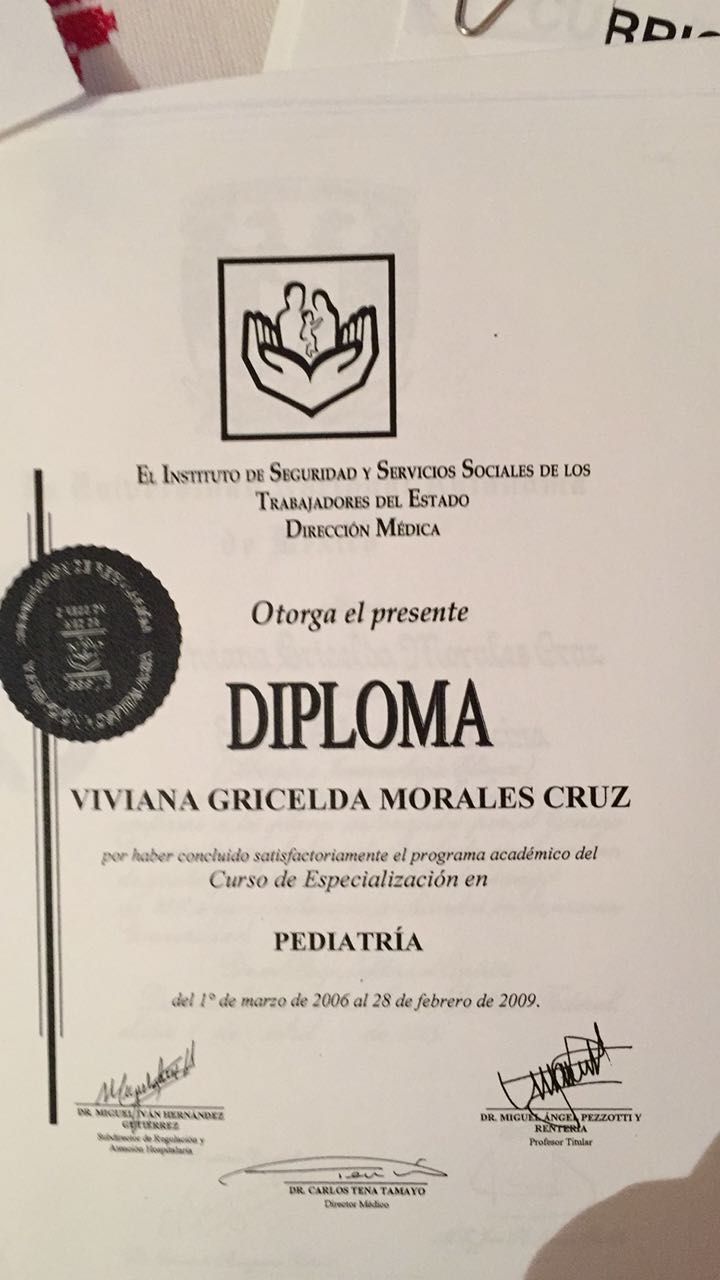 EL INSTITUTO DE SEGURIDAD Y SERVICIOS SOCIALES DE LOS
TRABAJADORES DEL ESTADO
DIRECCIÓN MÉDICA
Otorga el presente
DIPLOMA
VIVIANA GRICELDA MORALES CRUZ
por haber concluido satisfactoriamente el programa académico del
Curso de Especialización en
PEDIATRÍA
del 1º de marzo de 2006 al 28 de febrero de 2009.
DR. MIGUEL IVÁN HERNÁNDEZ
GUTIÉRREZ
Subdirector de Regulación y
Atención Hospitalaria
DR. MIGUEL ÁNGEL PEZZOTTI Y
RENTERÍA
Profesor Titular
DR. CARLOS TENA TAMAYO
Director Médico